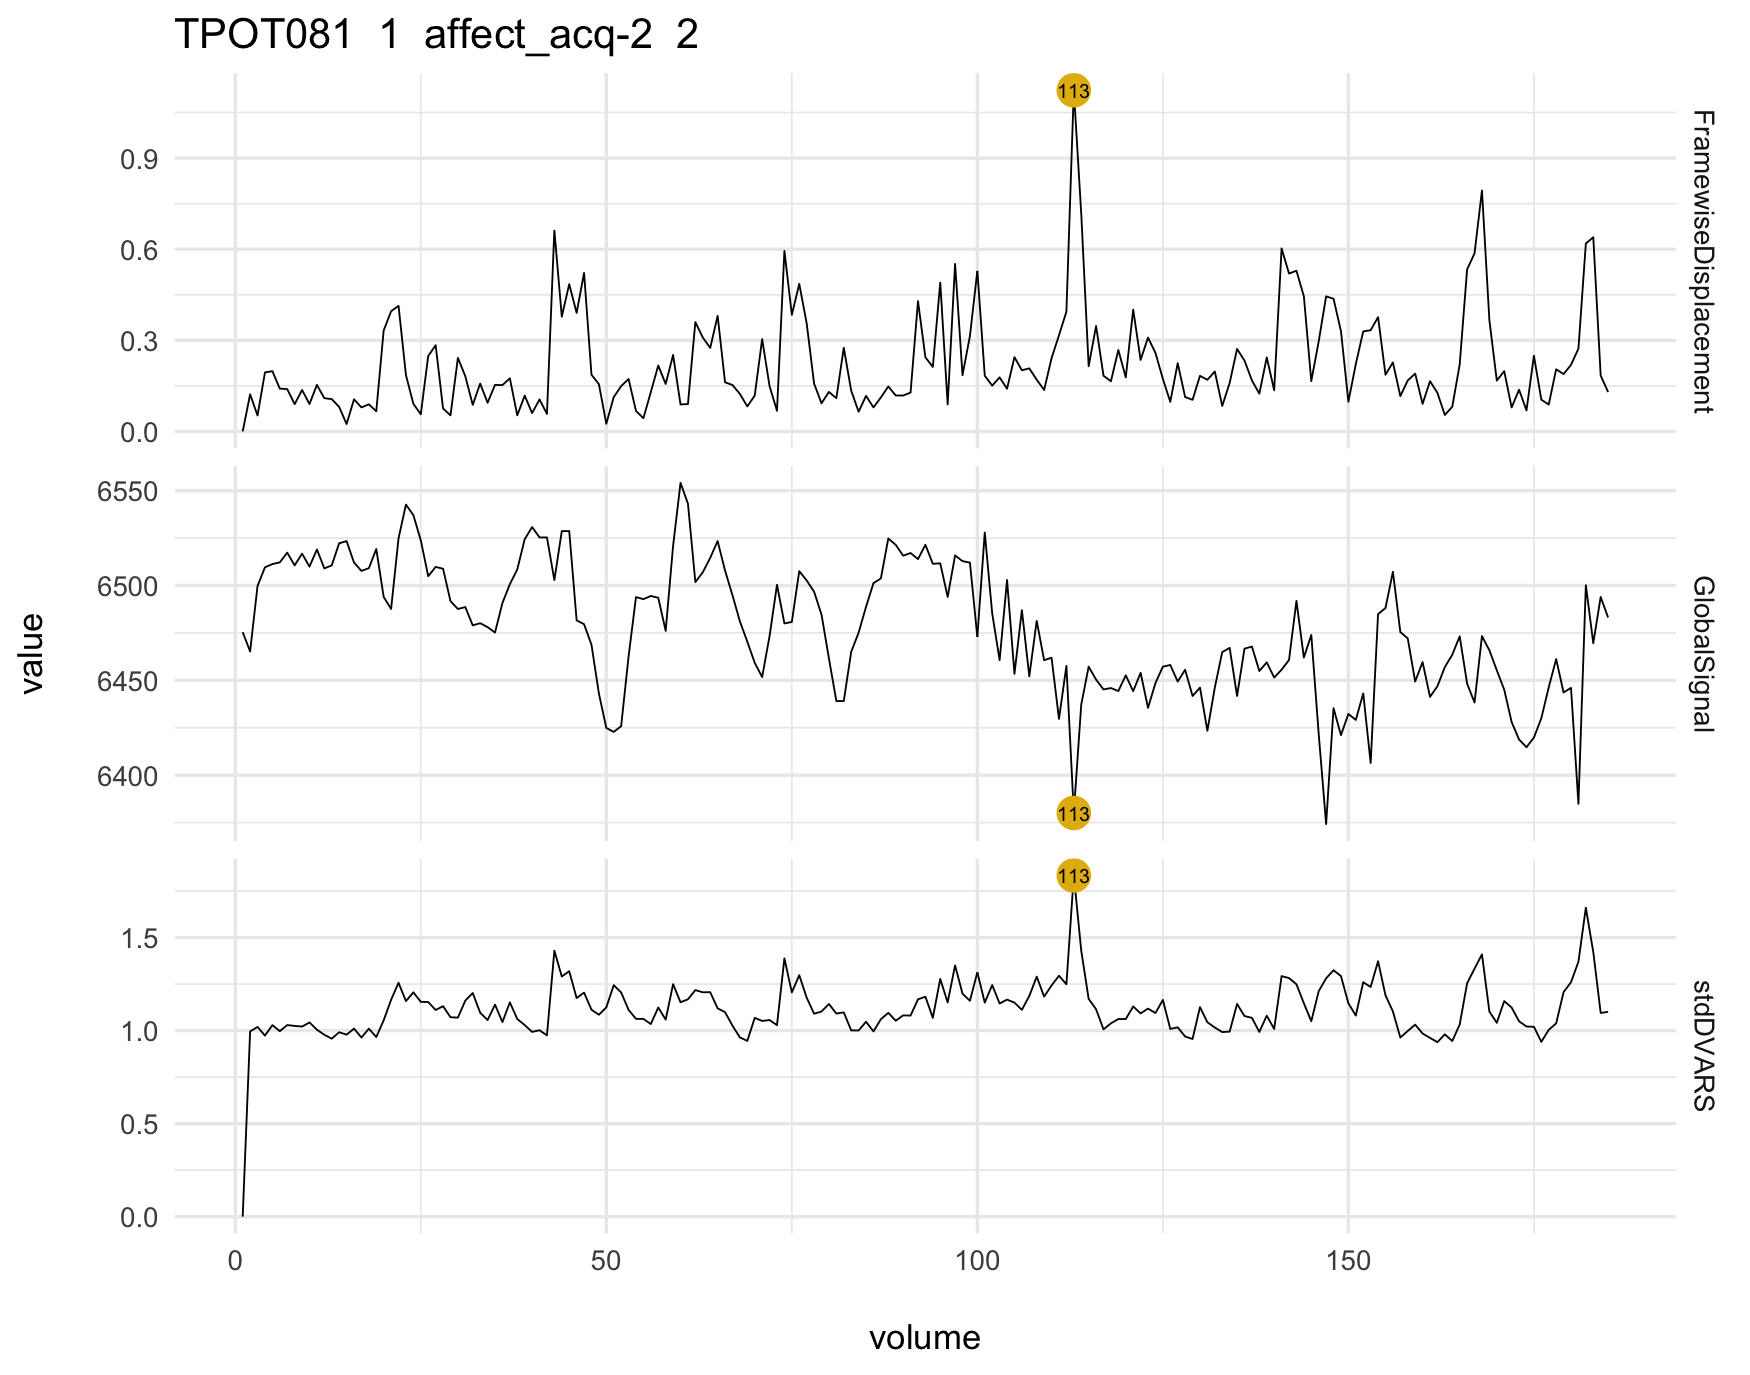 TPOT081 1 affect_acq-2 2
113
0.9
0.6
0.3
0.0
FramewiseDisplacement
6550
6500
6450
6400
113
GlobalSignal
value
113
1.5
1.0
0.5
0.0
stdDVARS
0 50 100 150
volume